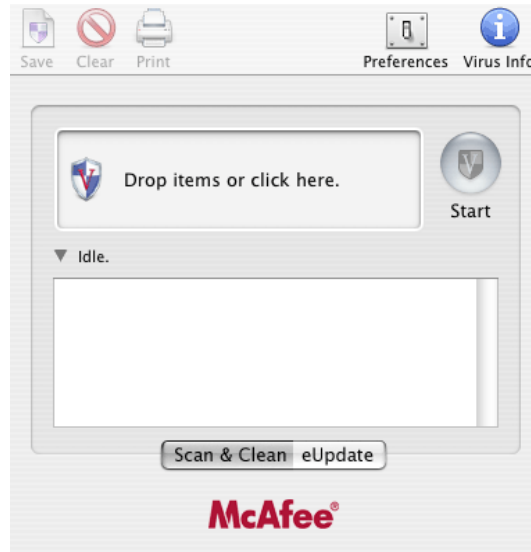 Save Clear Print Preferences Virus Info
Drop items or click here.
Start
Idle.
Scan & Clean eUpdate
McAfee®